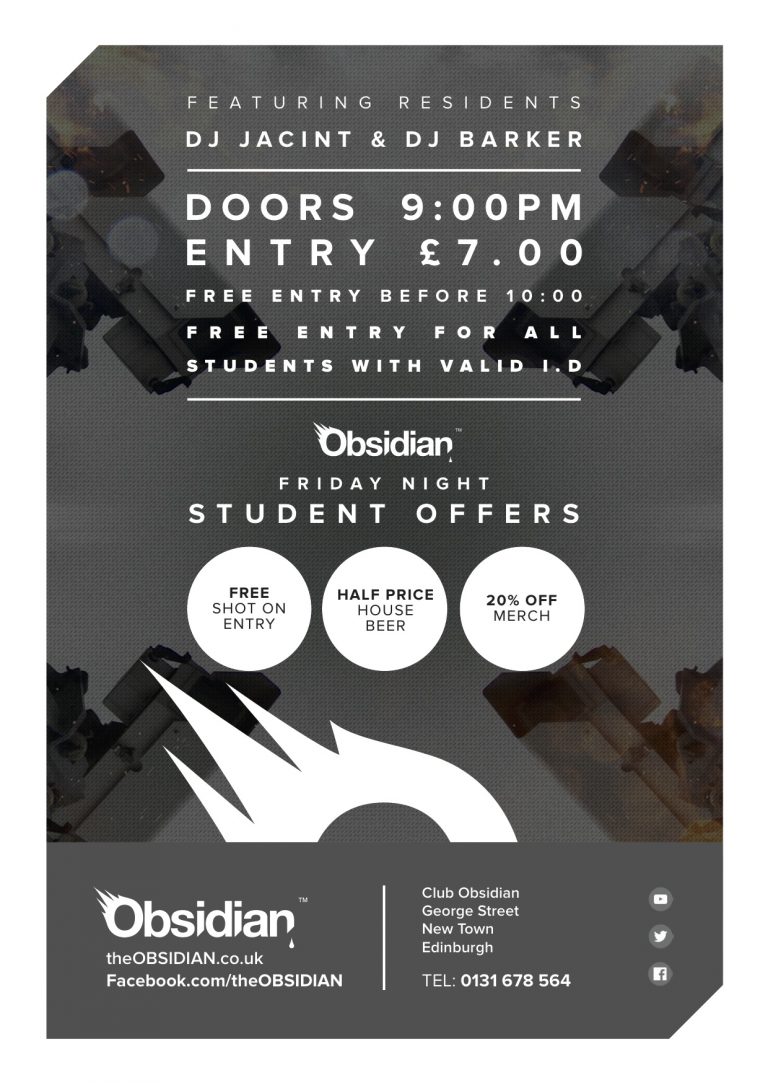 FEATURING RESIDENTS
DJ JACINT & DJ BARKER
DOORS 9:00PM
ENTRY £7.00
FREE ENTRY BEFORE 10:00
FREE ENTRY FOR ALL
STUDENTS WITH VALID I.D
Obsidian™
FRIDAY NIGHT
STUDENT OFFERS
FREE
SHOT ON
ENTRY
HALF PRICE
HOUSE
BEER
20% OFF
MERCH
Obsidian™
theOBSIDIAN.co.uk
Facebook.com/theOBSIDIAN
Club Obsidian
George Street
New Town
Edinburgh
TEL: 0131 678 564